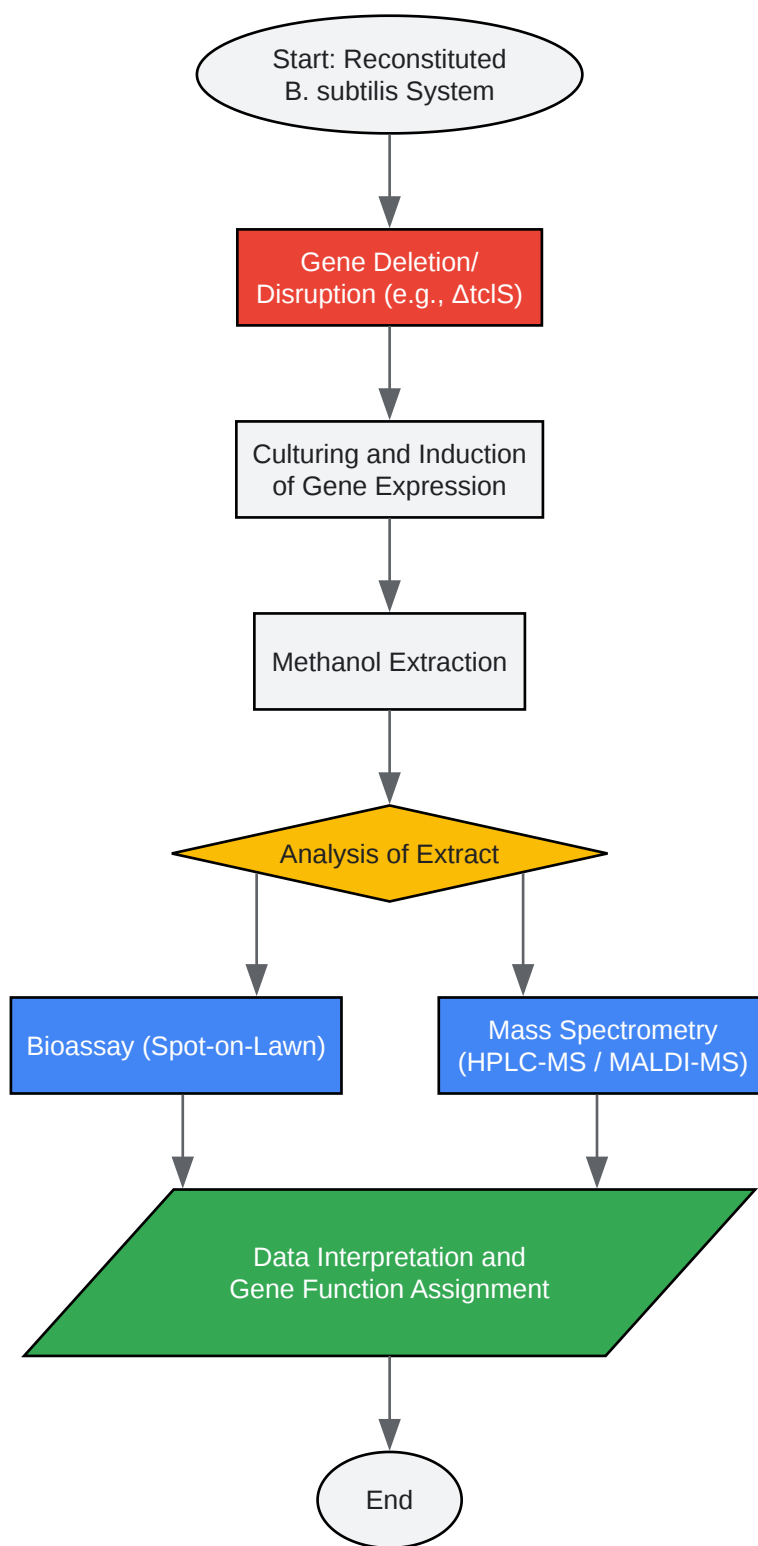 Start: Reconstituted
B. subtilis System
Gene Deletion/
Disruption (e.g., ΔtclS)
Culturing and Induction
of Gene Expression
Methanol Extraction
Analysis of Extract
Bioassay (Spot-on-Lawn)
Mass Spectrometry
(HPLC-MS / MALDI-MS)
Data Interpretation and
Gene Function Assignment
End